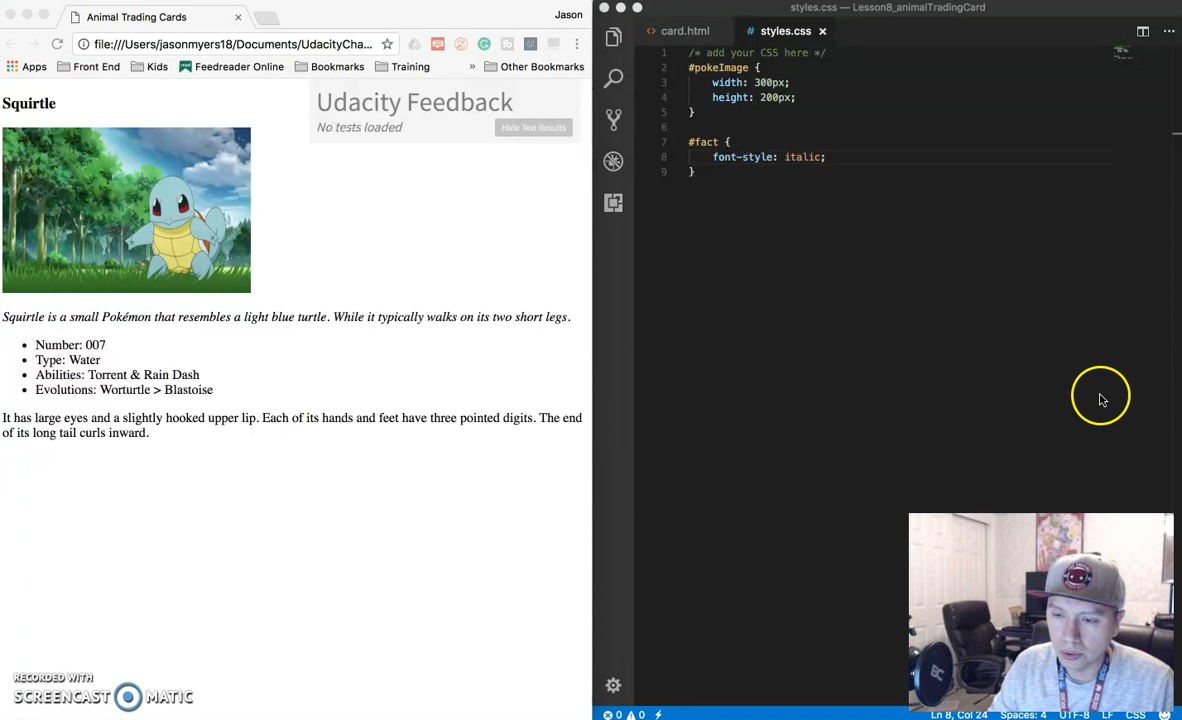 Animal Trading Cards
Jason
file:///Users/jasonmyers18/Documents/UdacityCha...
Apps Front End Kids Feedreader Online Bookmarks Training » Other Bookmarks
Squirtle
Udacity Feedback
No tests loaded
Hide Test Results
Squirtle is a small Pokémon that resembles a light blue turtle. While it typically walks on its two short legs.
Number: 007
Type: Water
Abilities: Torrent & Rain Dash
Evolutions: Worturtle > Blastoise
It has large eyes and a slightly hooked upper lip. Each of its hands and feet have three pointed digits. The end
of its long tail curls inward.
RECORDED WITH
SCREENCAST MATIC
styles.css — Lesson8_animalTradingCard
card.html
styles.css
1 /* add your CSS here */
2 #pokeImage {
3 width: 300px;
4 height: 200px;
5 }
6
7 #fact {
8 font-style: italic;
9 }
0 0
Ln 8, Col 24 Spaces: 4 UTF-8 LF CSS